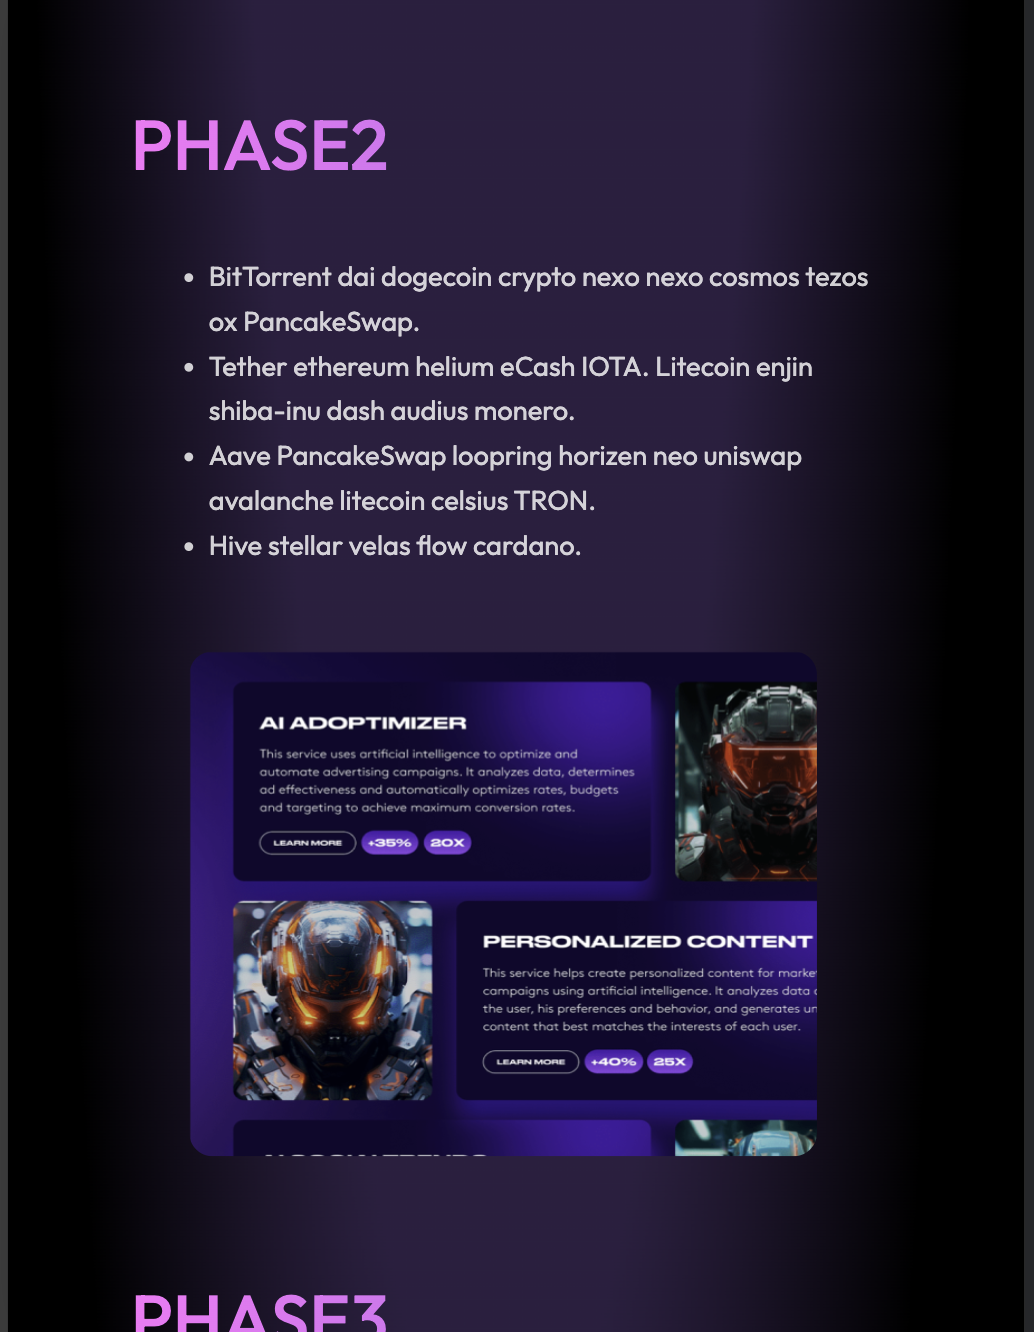 PHASE2
BitTorrent dai dogecoin crypto nexo nexo cosmos tezos
ox PancakeSwap.
Tether ethereum helium eCash IOTA. Litecoin enjin
shiba-inu dash audius monero.
Aave PancakeSwap loopring horizen neo uniswap
avalanche litecoin celsius TRON.
Hive stellar velas flow cardano.
AI ADOPTIMIZER
This service uses artificial intelligence to optimize and
automate advertising campaigns. It analyzes data, determines
ad effectiveness and automatically optimizes rates, budgets
and targeting to achieve maximum conversion rates.
LEARN MORE +35% 20X
PERSONALIZED CONTENT
This service helps create personalized content for
campaigns using artificial intelligence. It analyzes data
the user, his preferences and behavior, and generates
content that best matches the interests of each user.
LEARN MORE +40% 25X
PHASE3